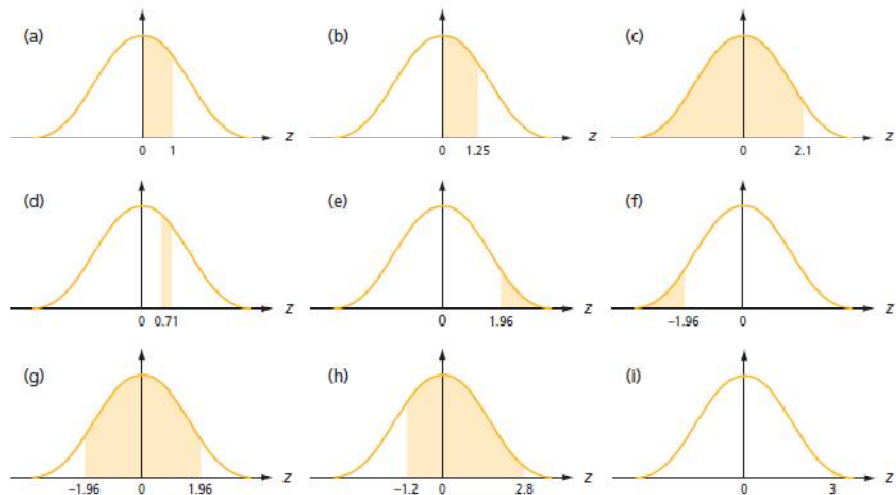 (a) (b) (c)
z z z
0 1 0 1.25 0 2.1
(d) (e) (f)
z z z
0 0.71 0 1.96 -1.96 0
(g) (h) (i)
z z z
-1.96 0 1.96 -1.2 0 2.8 0 3